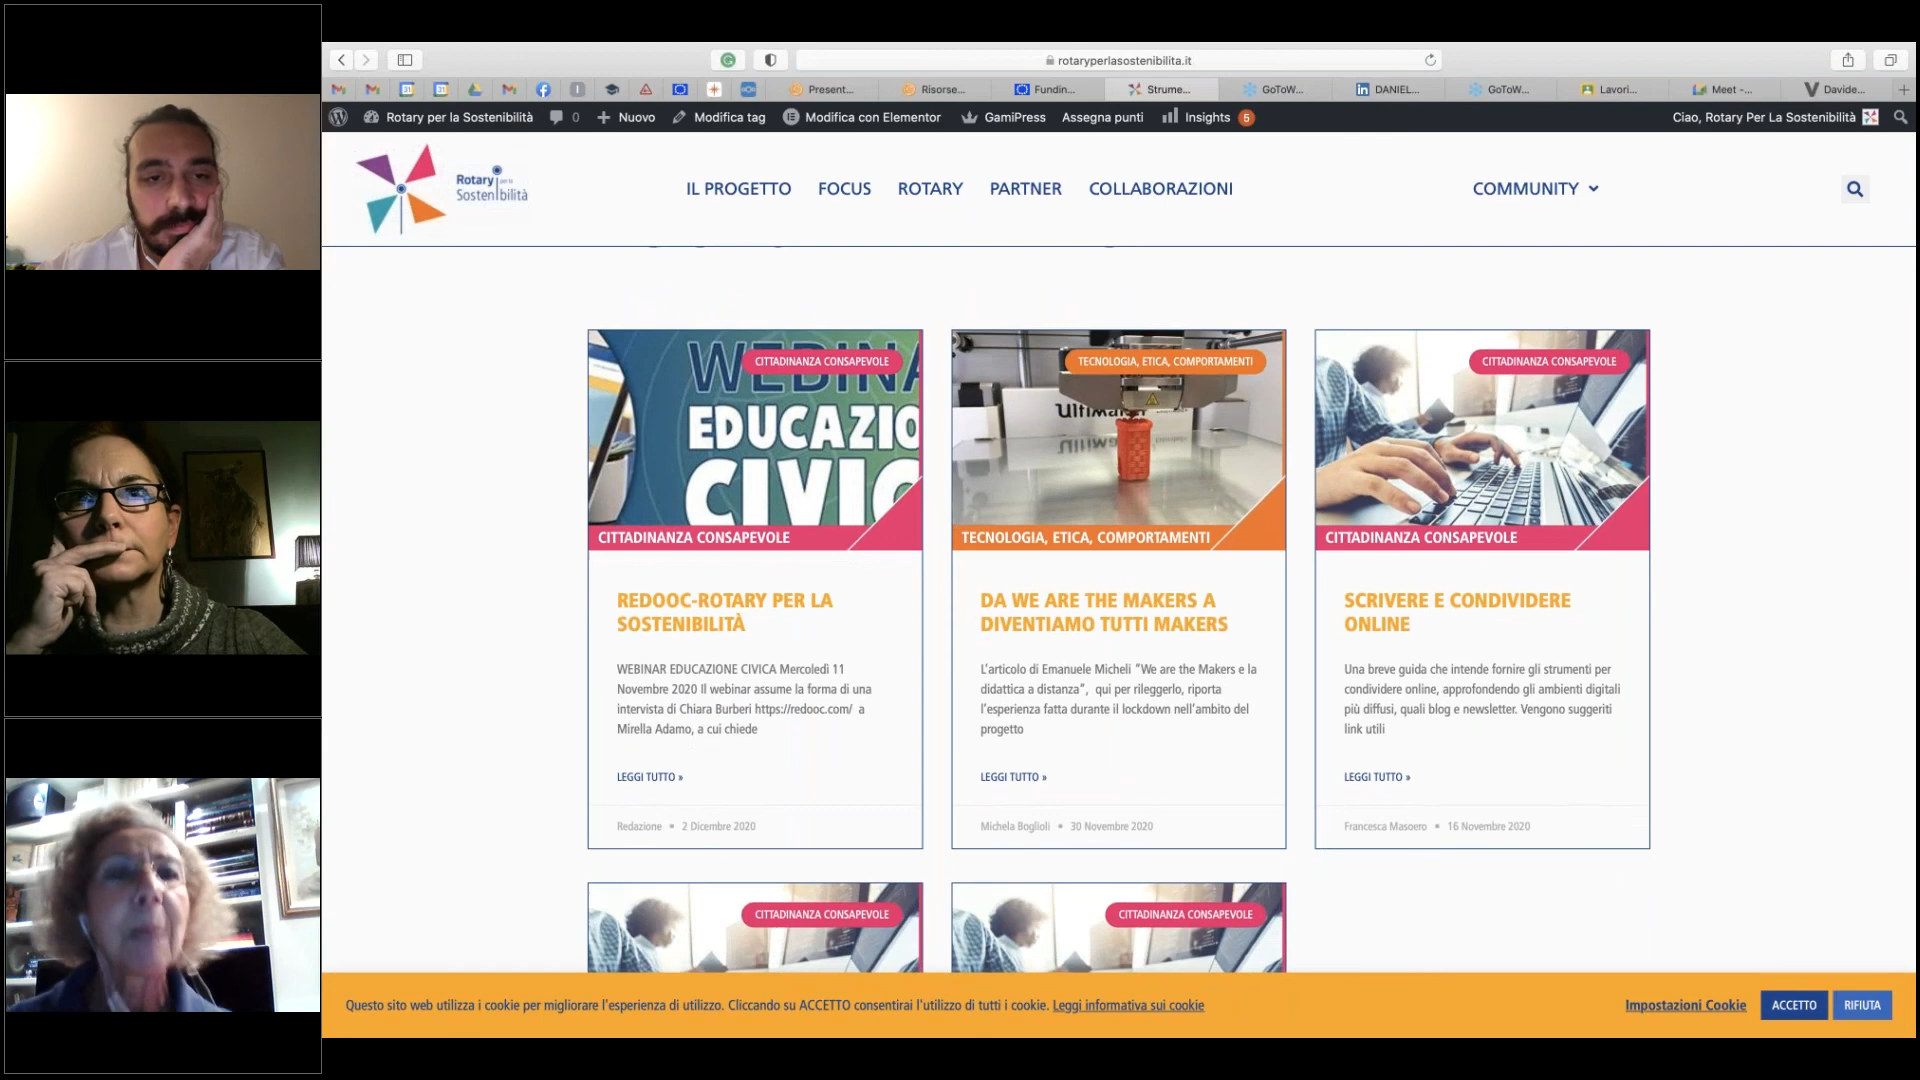 rotaryperlasostenibilita.it
Present...
Risorse...
Fundin...
Strume...
GoToW...
DANIEL...
GoToW...
Lavori...
Meet -...
Davide...
Rotary per la Sostenibilità
0
Nuovo
Modifica tag
Modifica con Elementor
GamiPress
Assegna punti
Insights
5
Ciao, Rotary Per La Sostenibilità
Rotary per la
Sostenibilità
IL PROGETTO
FOCUS
ROTARY
PARTNER
COLLABORAZIONI
COMMUNITY
WEBINA
CITTADINANZA CONSAPEVOLE
EDUCAZIO
CIVIC
CITTADINANZA CONSAPEVOLE
REDOOC-ROTARY PER LA
SOSTENIBILITÀ
WEBINAR EDUCAZIONE CIVICA Mercoledì 11
Novembre 2020 Il webinar assume la forma di una
intervista di Chiara Burberi https://redooc.com/ a
Mirella Adamo, a cui chiede
LEGGI TUTTO »
Redazione • 2 Dicembre 2020
TECNOLOGIA, ETICA, COMPORTAMENTI
TECNOLOGIA, ETICA, COMPORTAMENTI
DA WE ARE THE MAKERS A
DIVENTIAMO TUTTI MAKERS
L’articolo di Emanuele Micheli “We are the Makers e la
didattica a distanza”, qui per rileggerlo, riporta
l’esperienza fatta durante il lockdown nell’ambito del
progetto
LEGGI TUTTO »
Michela Boglioli • 30 Novembre 2020
CITTADINANZA CONSAPEVOLE
CITTADINANZA CONSAPEVOLE
SCRIVERE E CONDIVIDERE
ONLINE
Una breve guida che intende fornire gli strumenti per
condividere online, approfondendo gli ambienti digitali
più diffusi, quali blog e newsletter. Vengono suggeriti
link utili
LEGGI TUTTO »
Francesca Masoero • 16 Novembre 2020
CITTADINANZA CONSAPEVOLE
CITTADINANZA CONSAPEVOLE
Questo sito web utilizza i cookie per migliorare l'esperienza di utilizzo. Cliccando su ACCETTO consentirai l'utilizzo di tutti i cookie. Leggi informativa sui cookie
Impostazioni Cookie
ACCETTO
RIFIUTA